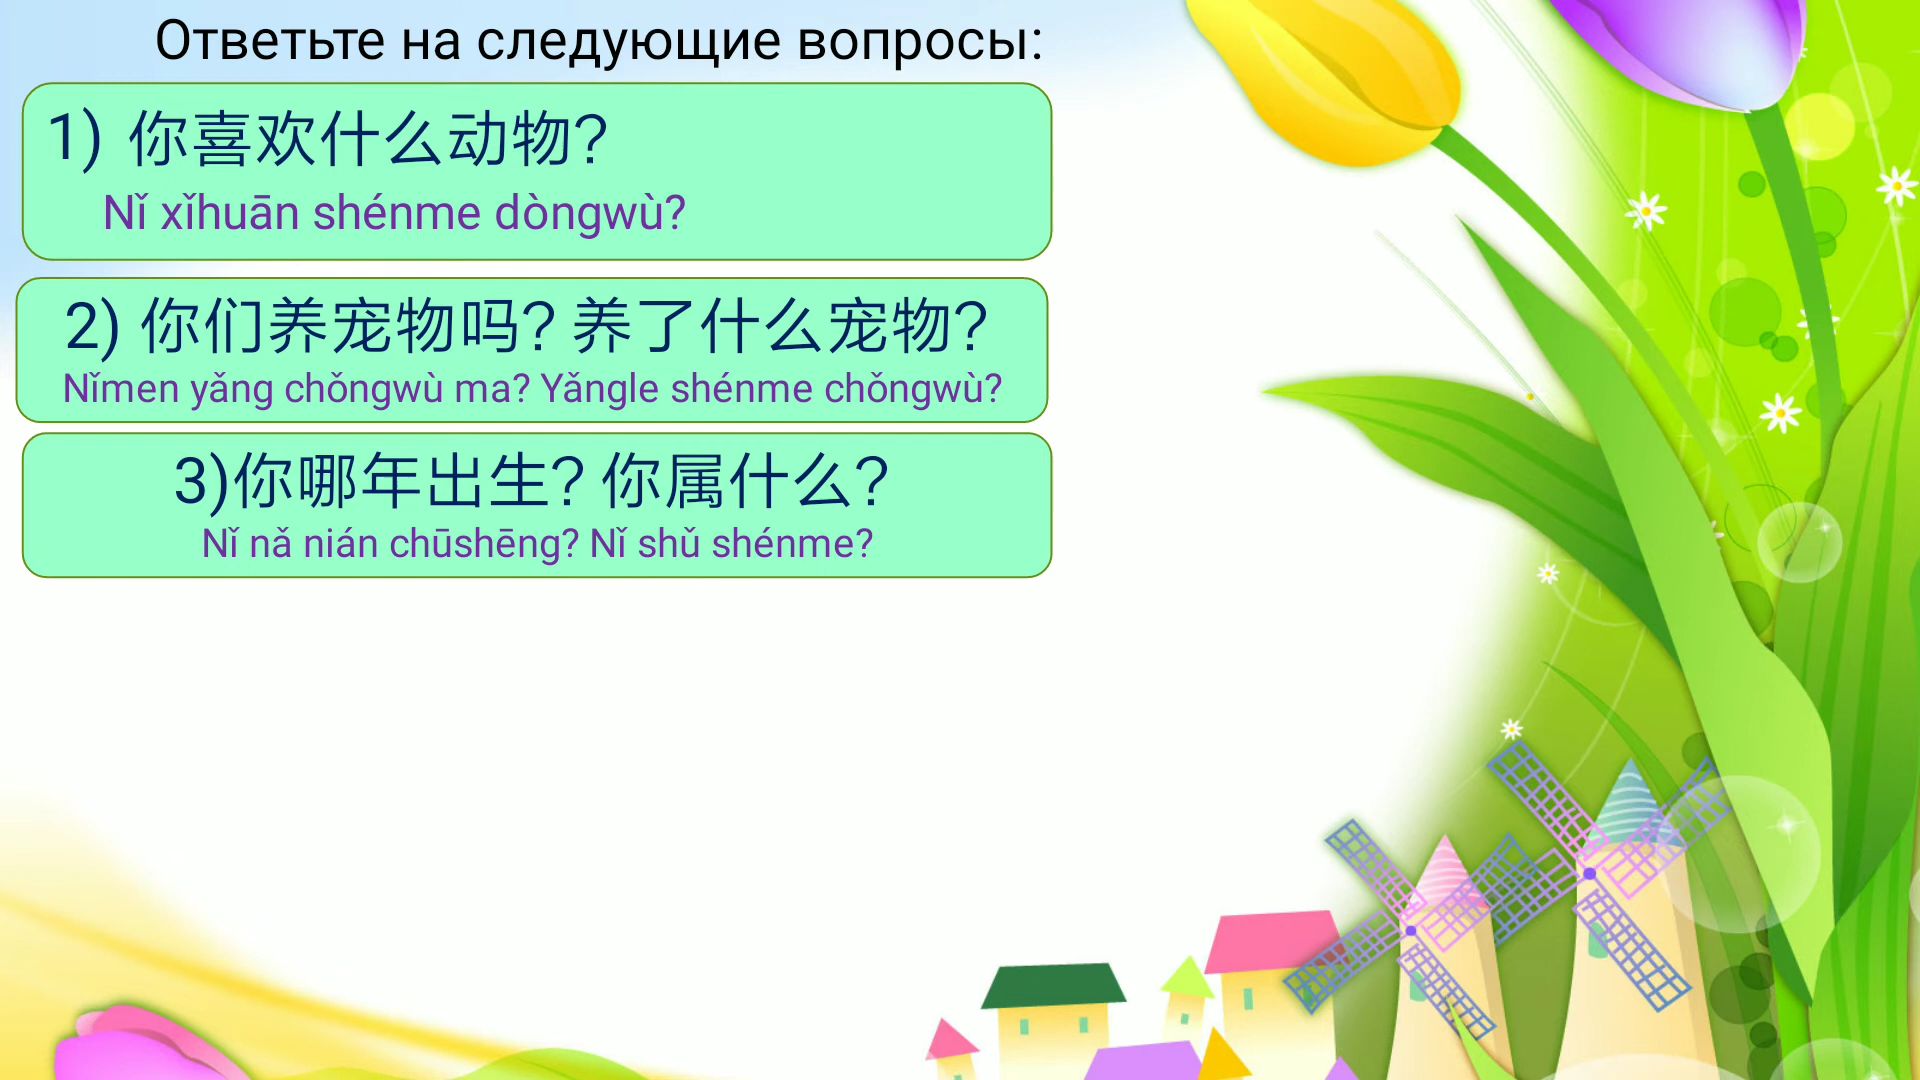 Ответьте на следующие вопросы:
1) 你喜欢什么动物?
Nǐ xǐhuān shénme dòngwù?
2) 你们养宠物吗? 养了什么宠物?
Nǐmen yǎng chǒngwù ma? Yǎngle shénme chǒngwù?
3)你哪年出生? 你属什么?
Nǐ nǎ nián chūshēng? Nǐ shǔ shénme?